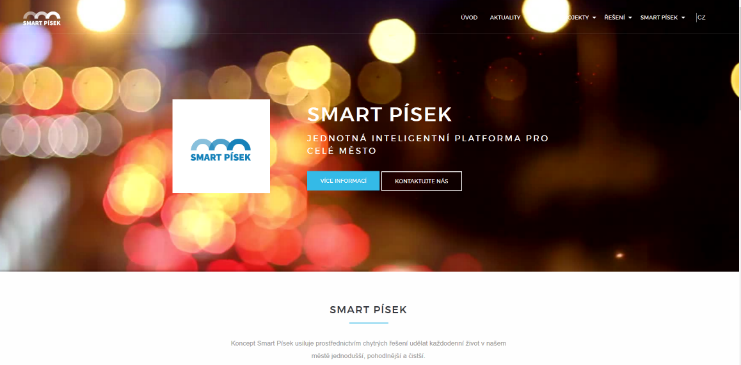 SMART PÍSEK
ÚVOD AKTUALITY
ŘEŠENÍ SMART PÍSEK CZ
SMART PÍSEK
SMART PÍSEK
JEDNOTNÁ INTELIGENTNÍ PLATFORMA PRO
CELÉ MĚSTO
VÍCE INFORMACÍ KONTAKTUJTE NÁS
SMART PÍSEK
Koncept Smart Písek usiluje prostřednictvím chytrých řešení udělat každodenní život v našem
městě jednodušší, pohodlnější a čistší.